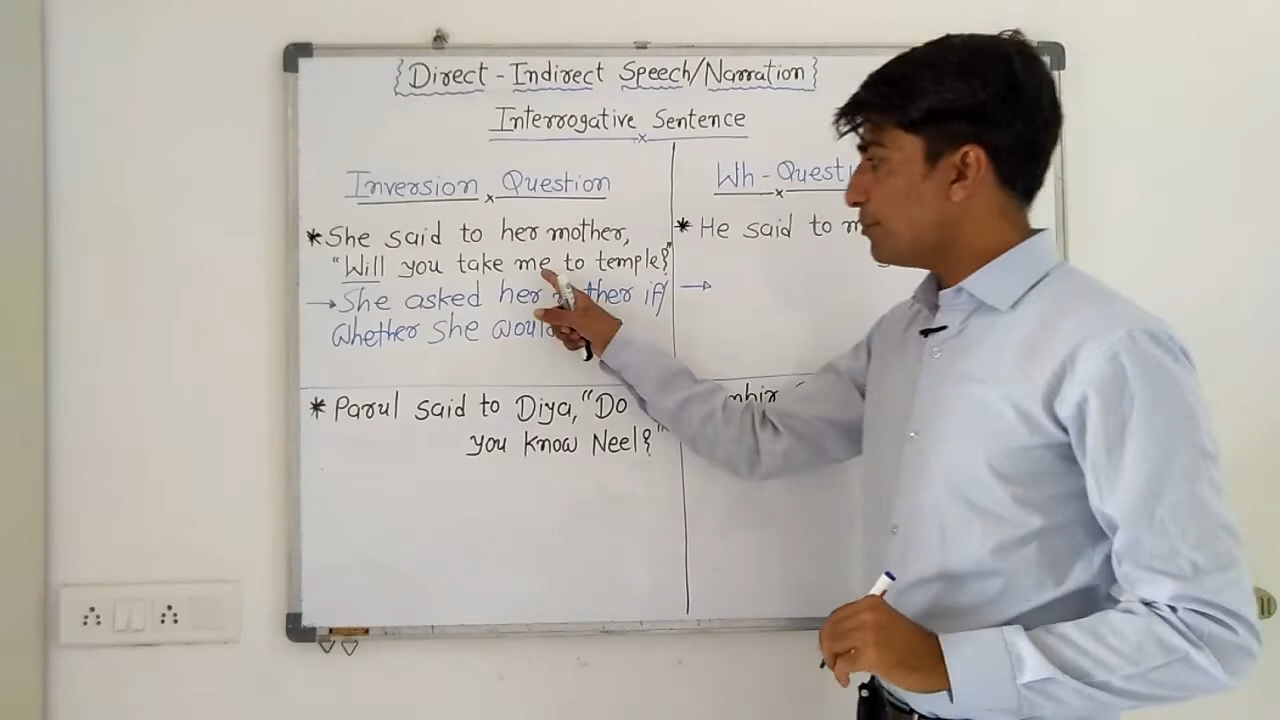 {Direct - Indirect Speech/Narration}
Interrogative Sentence
Inversion Question
*She said to her mother,
"Will you take me to temple?"
→She asked her if/
whether she would
*Parul said to Diya, "Do
you know Neel?"
Wh-
*He said to
→